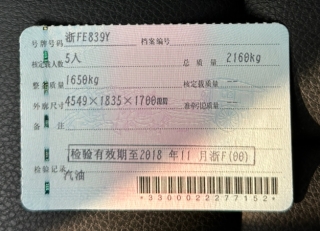 号牌号码 浙FE839Y 档案编号
核定载人数 5人 总质量 2160kg
整备质量 1650kg 核定载质量 --
外廓尺寸 4549×1835×1700mm 准牵引总质量 --
备注
检验有效期至2018 年11 月浙F(00)
检验记录
汽油
*3300022277152*